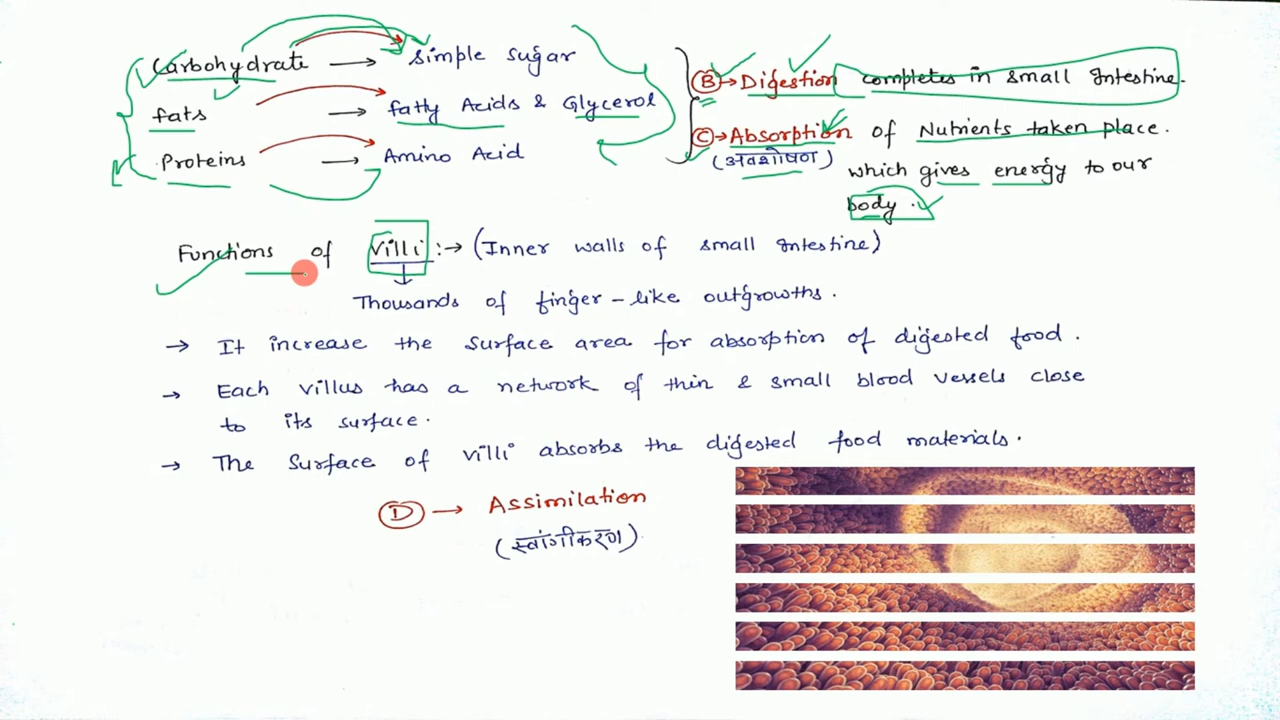 Carbohydrate → Simple Sugar
fats → fatty Acids & Glycerol
Proteins → Amino Acid
(B) → Digestion completes in small Intestine.
(C) → Absorption of Nutrients taken place.
(अवशोषण) which gives energy to our
body.
Functions of villi :→ (Inner walls of small Intestine)
Thousands of finger-like outgrowths.
→ It increase the surface area for absorption of digested food.
→ Each villus has a network of thin & small blood vessels close
to its surface.
→ The surface of villi absorbs the digested food materials.
(D) → Assimilation
(स्वांगीकरण)